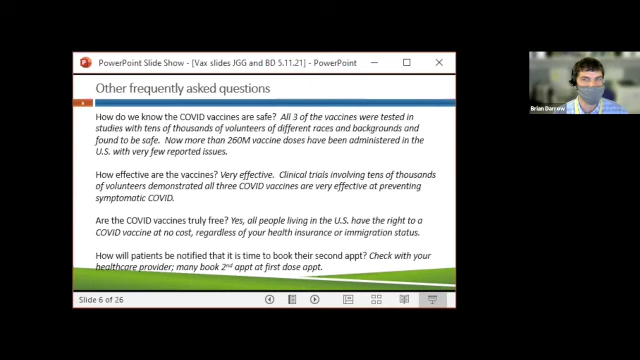 PowerPoint Slide Show - [Vax slides JGG and BD 5.11.21] - PowerPoint
Other frequently asked questions
How do we know the COVID vaccines are safe? All 3 of the vaccines were tested in
studies with tens of thousands of volunteers of different races and backgrounds and
found to be safe. Now more than 260M vaccine doses have been administered in the
U.S. with very few reported issues.
How effective are the vaccines? Very effective. Clinical trials involving tens of thousands
of volunteers demonstrated all three COVID vaccines are very effective at preventing
symptomatic COVID.
Are the COVID vaccines truly free? Yes, all people living in the U.S. have the right to a
COVID vaccine at no cost, regardless of your health insurance or immigration status.
How will patients be notified that it is time to book their second appt? Check with your
healthcare provider; many book 2nd appt at first dose appt.
Slide 6 of 26
Brian Darrow